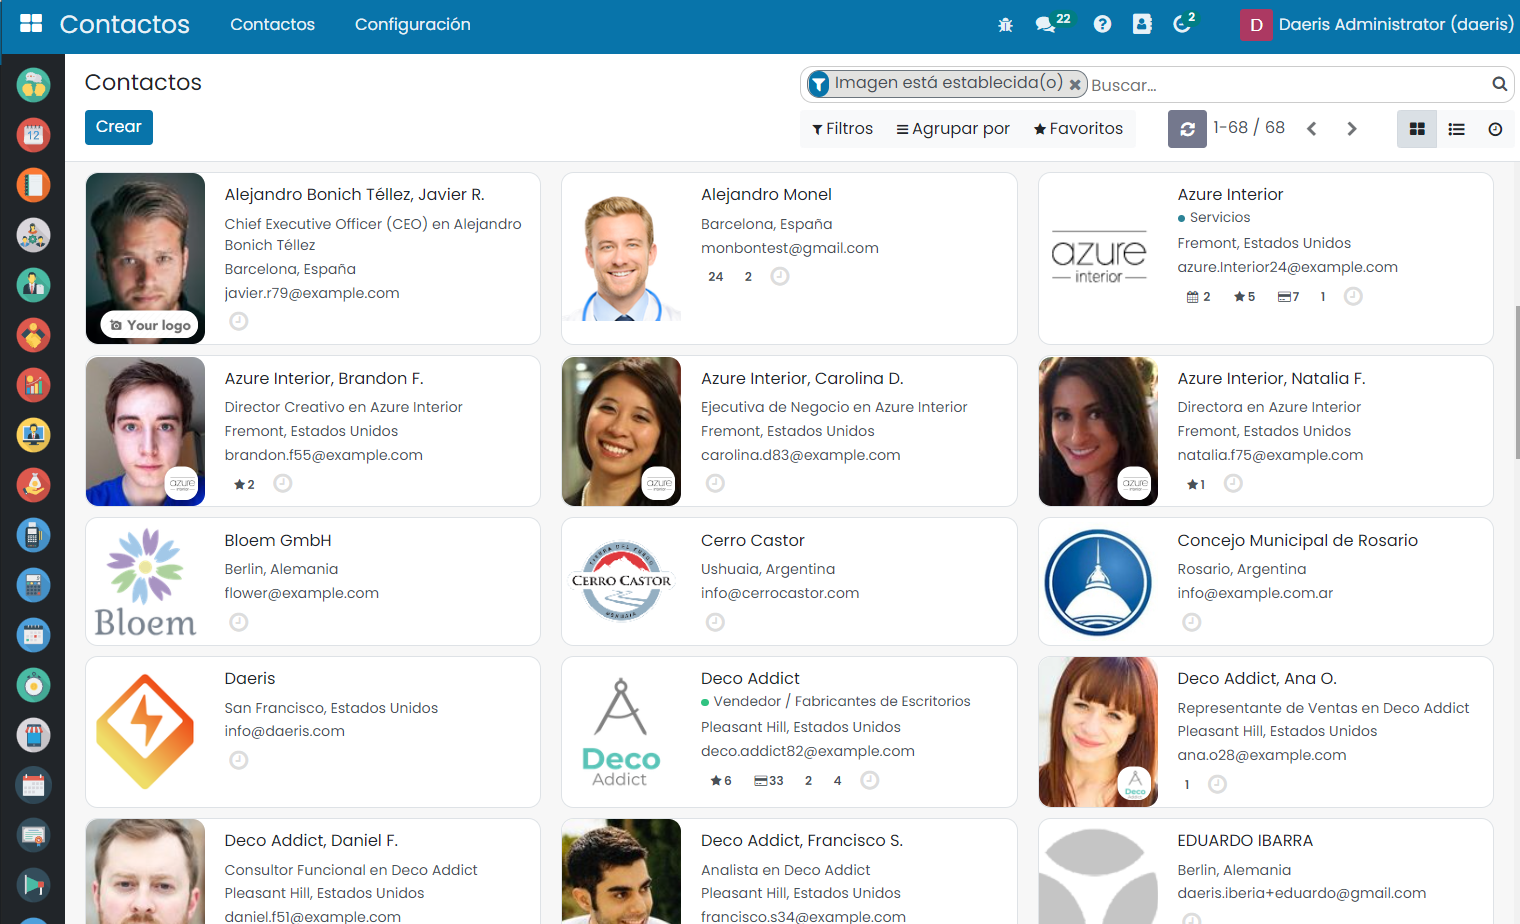 Contactos Contactos Configuración 22 2 D Daeris Administrator (daeris)
Contactos
Imagen está establecida(o) Buscar...
Crear
Filtros Agrupar por Favoritos 1-68 / 68
Alejandro Bonich Téllez, Javier R.
Chief Executive Officer (CEO) en Alejandro
Bonich Téllez
Barcelona, España
javier.r79@example.com
Your logo
Alejandro Monel
Barcelona, España
monbontest@gmail.com
24 2
azure
interior
Azure Interior
Servicios
Fremont, Estados Unidos
azure.Interior24@example.com
2 5 7 1
Azure Interior, Brandon F.
Director Creativo en Azure Interior
Fremont, Estados Unidos
brandon.f55@example.com
2
azure
Azure Interior, Carolina D.
Ejecutiva de Negocio en Azure Interior
Fremont, Estados Unidos
carolina.d83@example.com
azure
Azure Interior, Natalia F.
Directora en Azure Interior
Fremont, Estados Unidos
natalia.f75@example.com
1
azure
Bloem
Bloem GmbH
Berlin, Alemania
flower@example.com
TIERRA DEL FUEGO
CERRO CASTOR
USHUAIA
Cerro Castor
Ushuaia, Argentina
info@cerrocastor.com
Concejo Municipal de Rosario
Rosario, Argentina
info@example.com.ar
Daeris
San Francisco, Estados Unidos
info@daeris.com
Deco
Addict
Deco Addict
Vendedor / Fabricantes de Escritorios
Pleasant Hill, Estados Unidos
deco.addict82@example.com
6 33 2 4
Deco Addict, Ana O.
Representante de Ventas en Deco Addict
Pleasant Hill, Estados Unidos
ana.o28@example.com
1
Deco
Addict
Deco Addict, Daniel F.
Consultor Funcional en Deco Addict
Pleasant Hill, Estados Unidos
daniel.f51@example.com
Deco Addict, Francisco S.
Analista en Deco Addict
Pleasant Hill, Estados Unidos
francisco.s34@example.com
EDUARDO IBARRA
Berlin, Alemania
daeris.iberia+eduardo@gmail.com
12